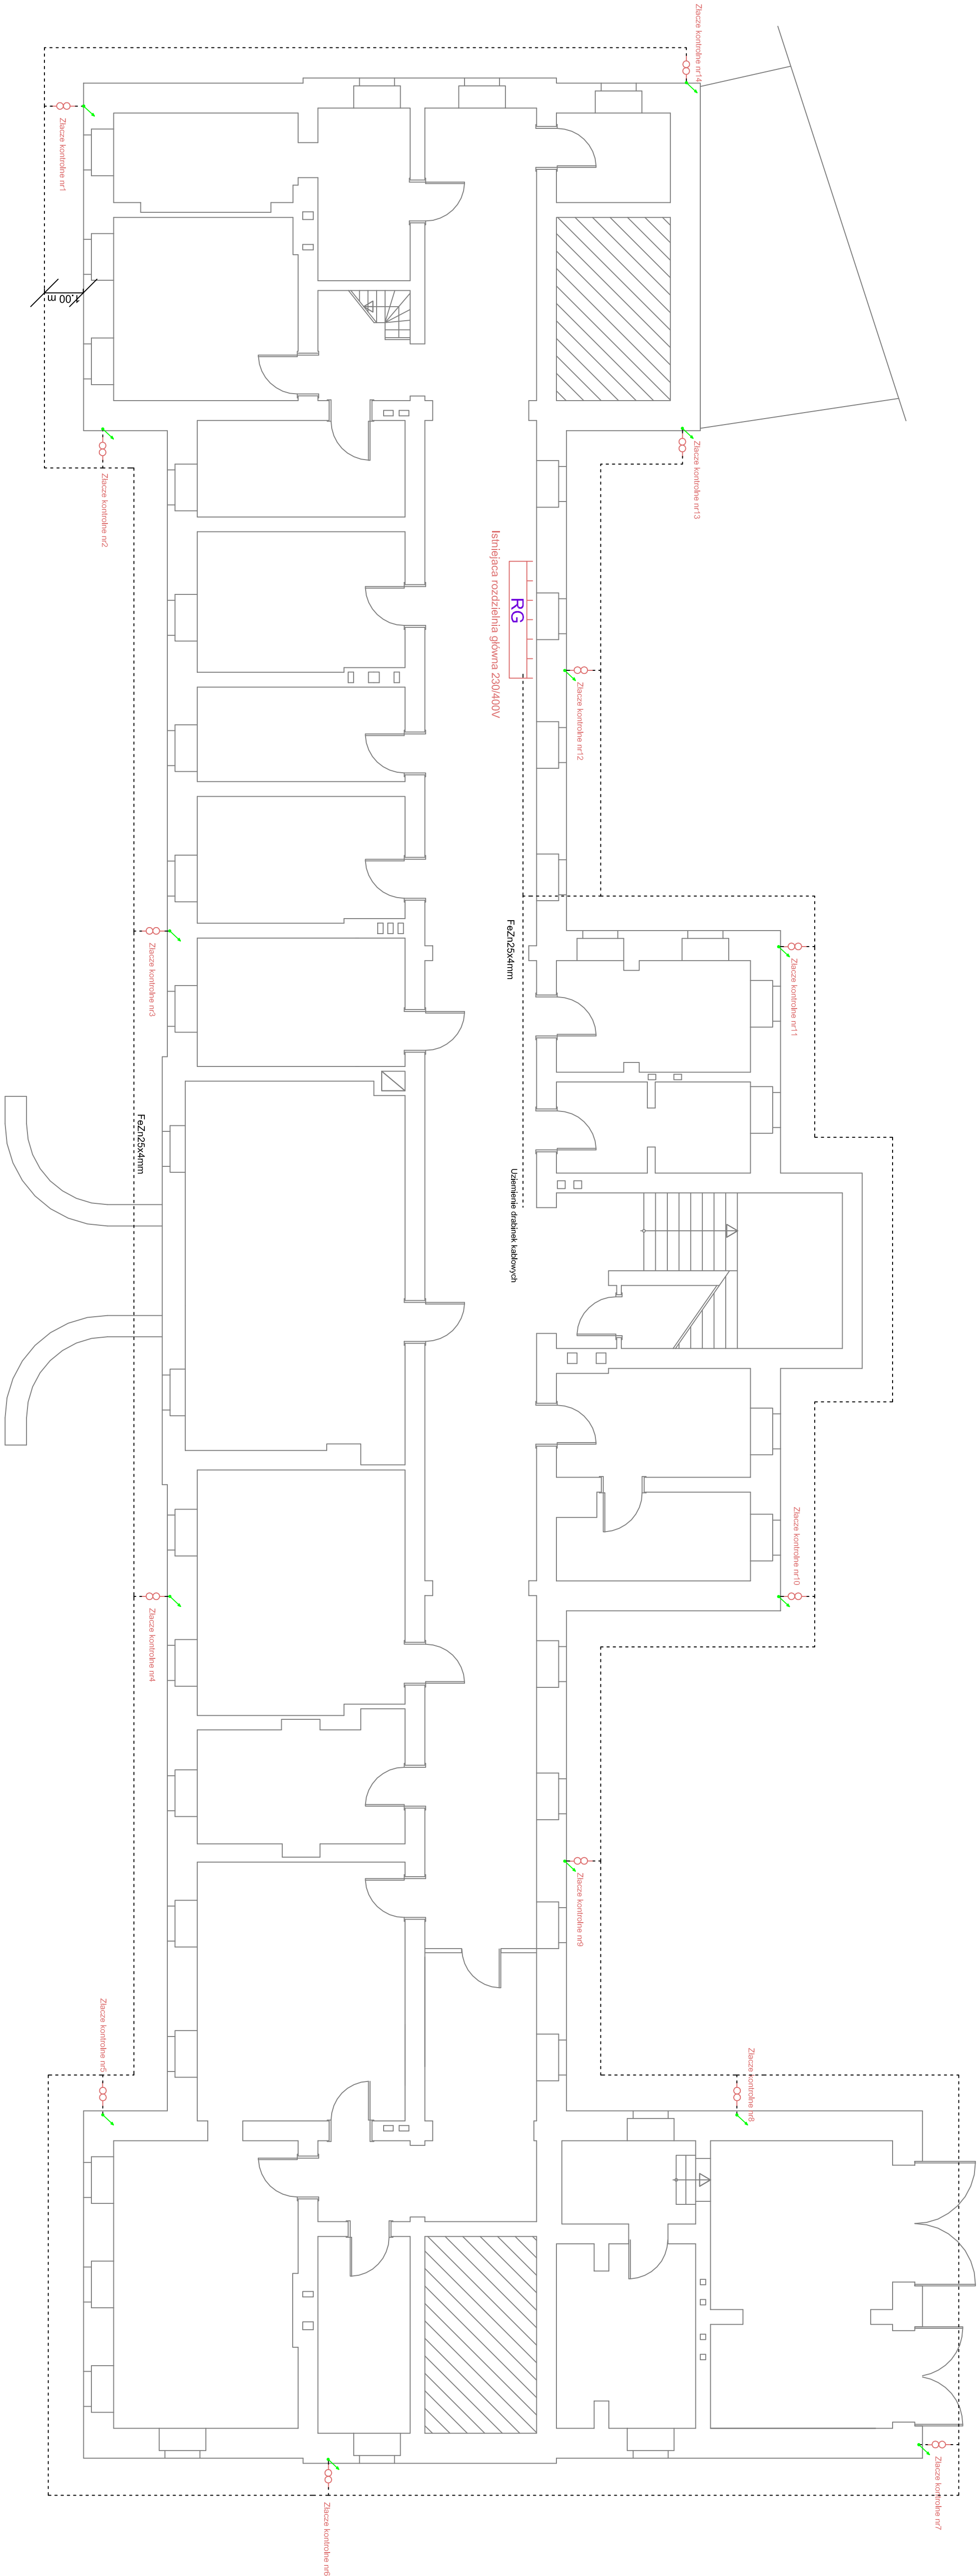 Złącze kontrolne nr14
Złącze kontrolne nr1
1.00 m
Złącze kontrolne nr2
Złącze kontrolne nr13
Istniejąca rozdzielnia główna 230/400V
RG
Złącze kontrolne nr12
FeZn25x4mm
Złącze kontrolne nr3
Złącze kontrolne nr11
FeZn25x4mm
Uziemienie drabinek kablowych
Złącze kontrolne nr10
Złącze kontrolne nr4
Złącze kontrolne nr9
Złącze kontrolne nr5
Złącze kontrolne nr8
Złącze kontrolne nr7
Złącze kontrolne nr6